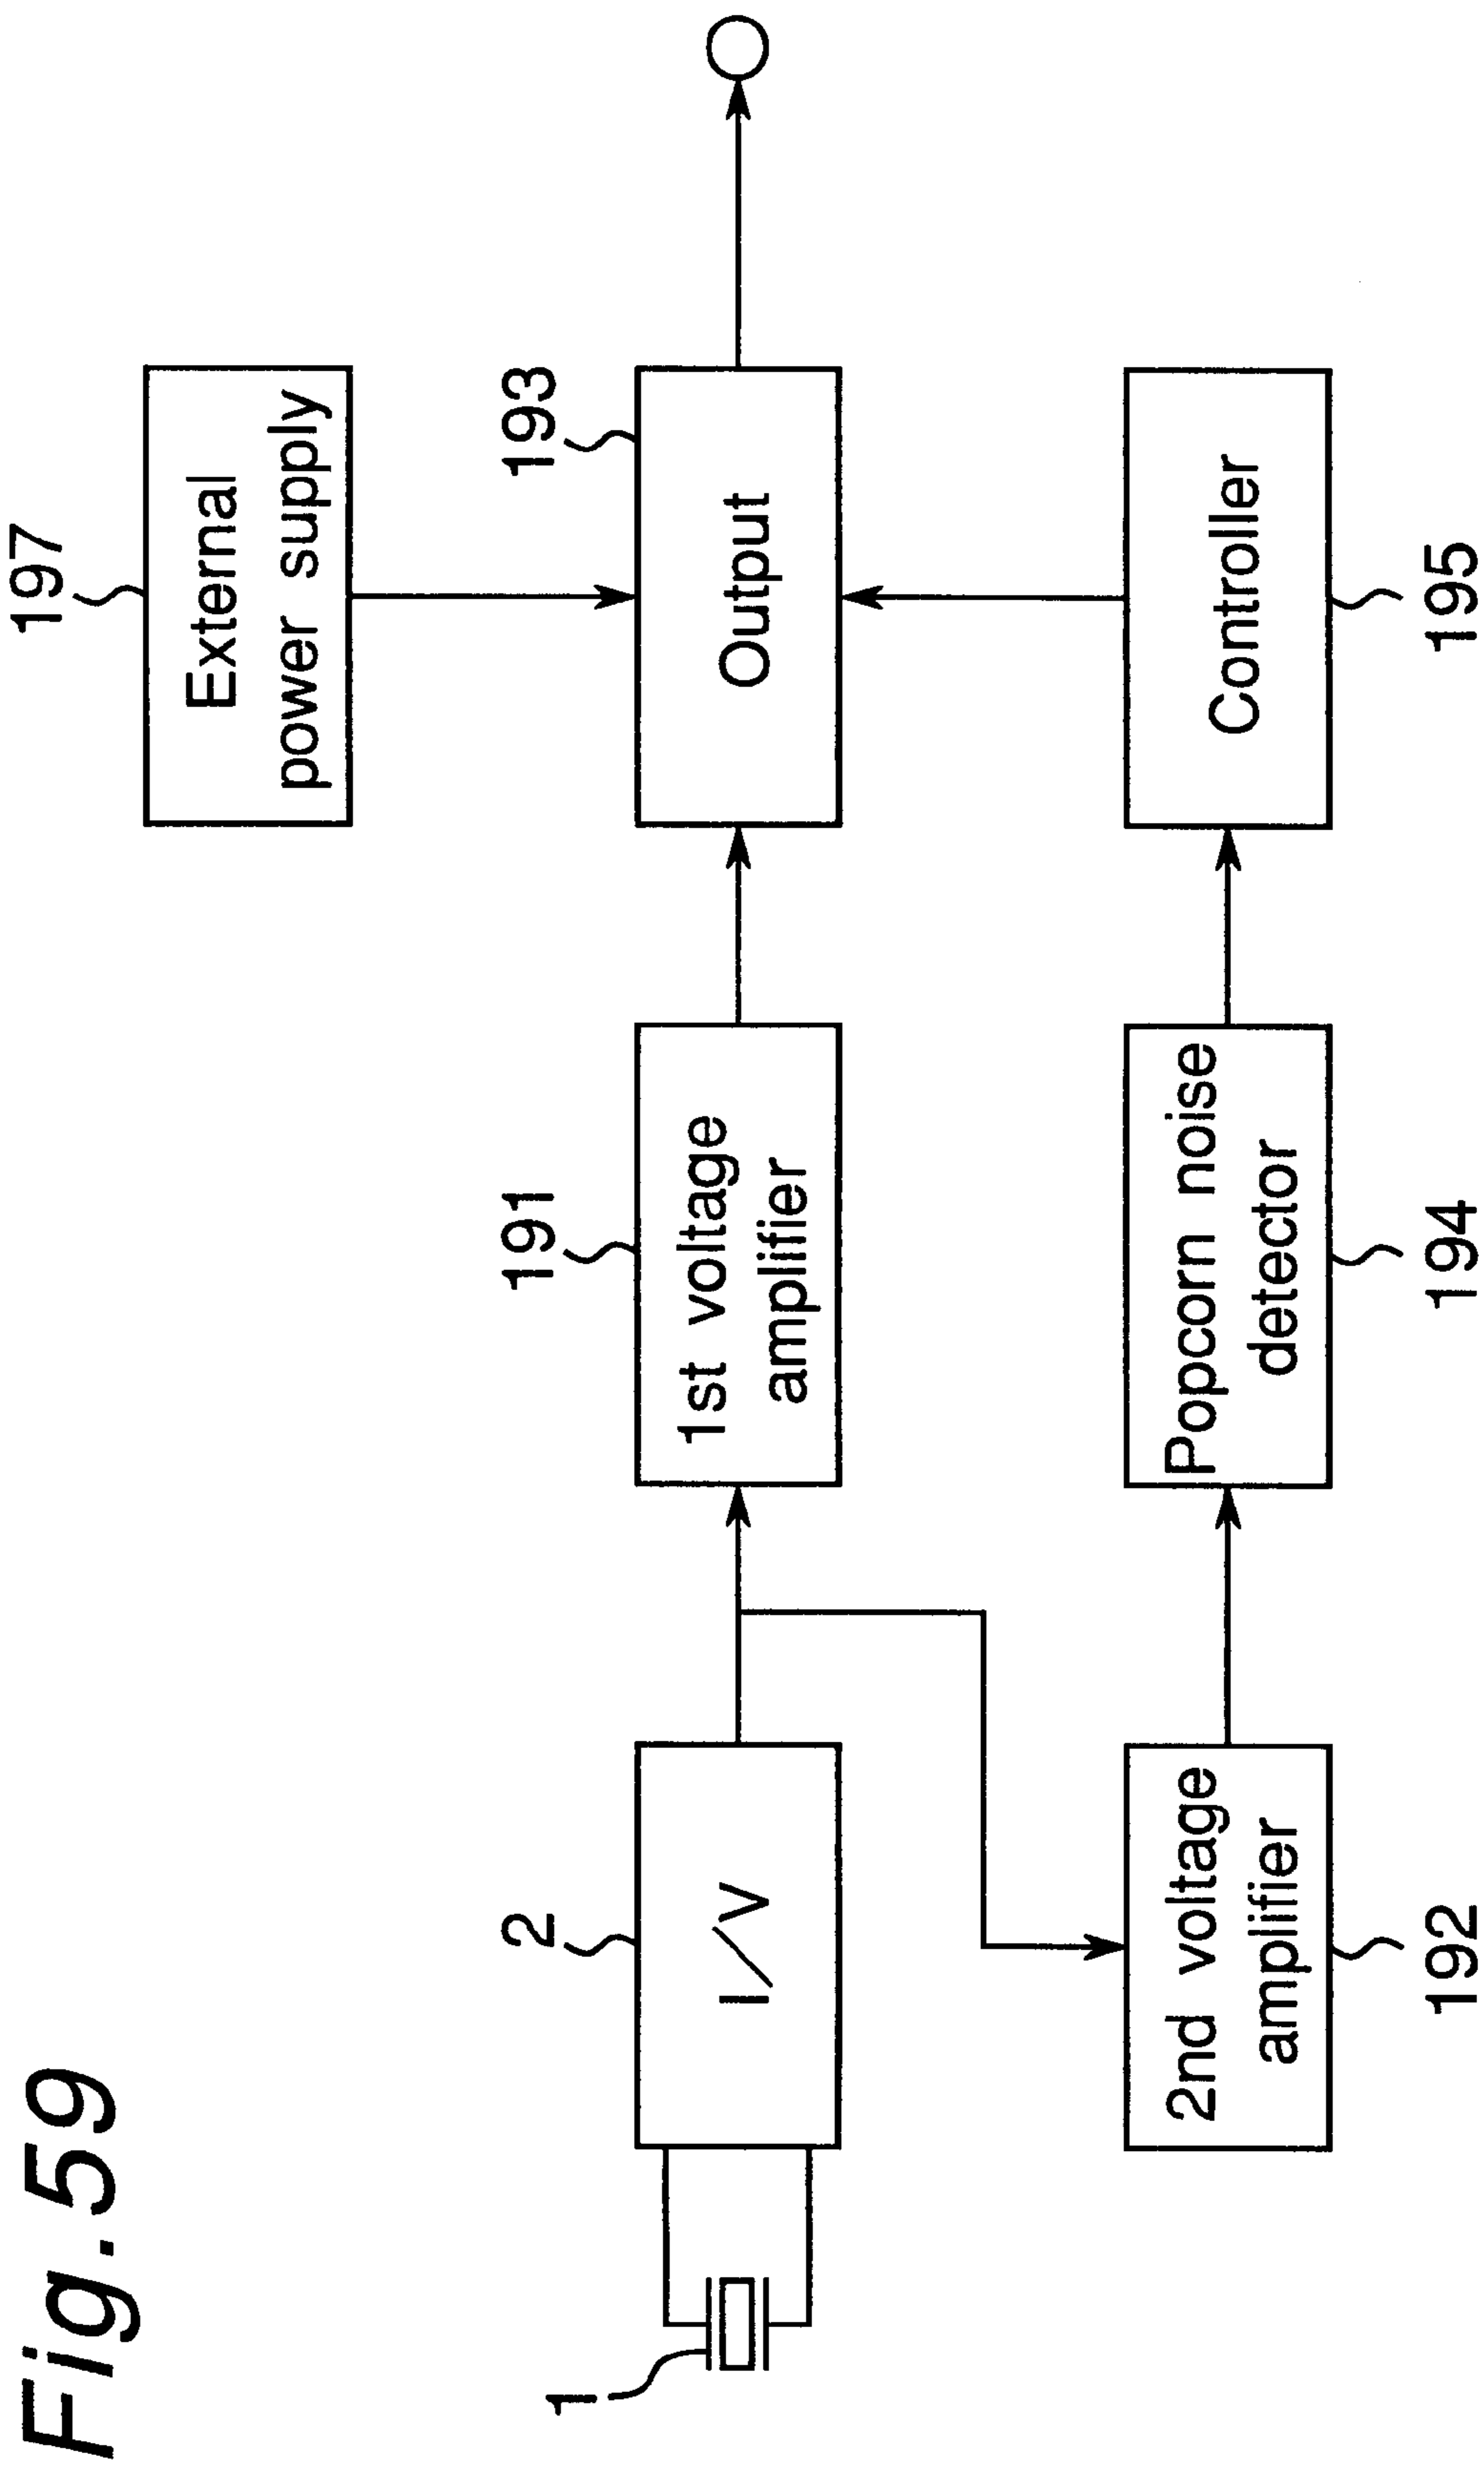 Fig. 59
197
External
power supply
1
2
I/V
191
1st voltage
amplifier
193
Output
2nd voltage
amplifier
192
Popcorn noise
detector
194
Controller
195